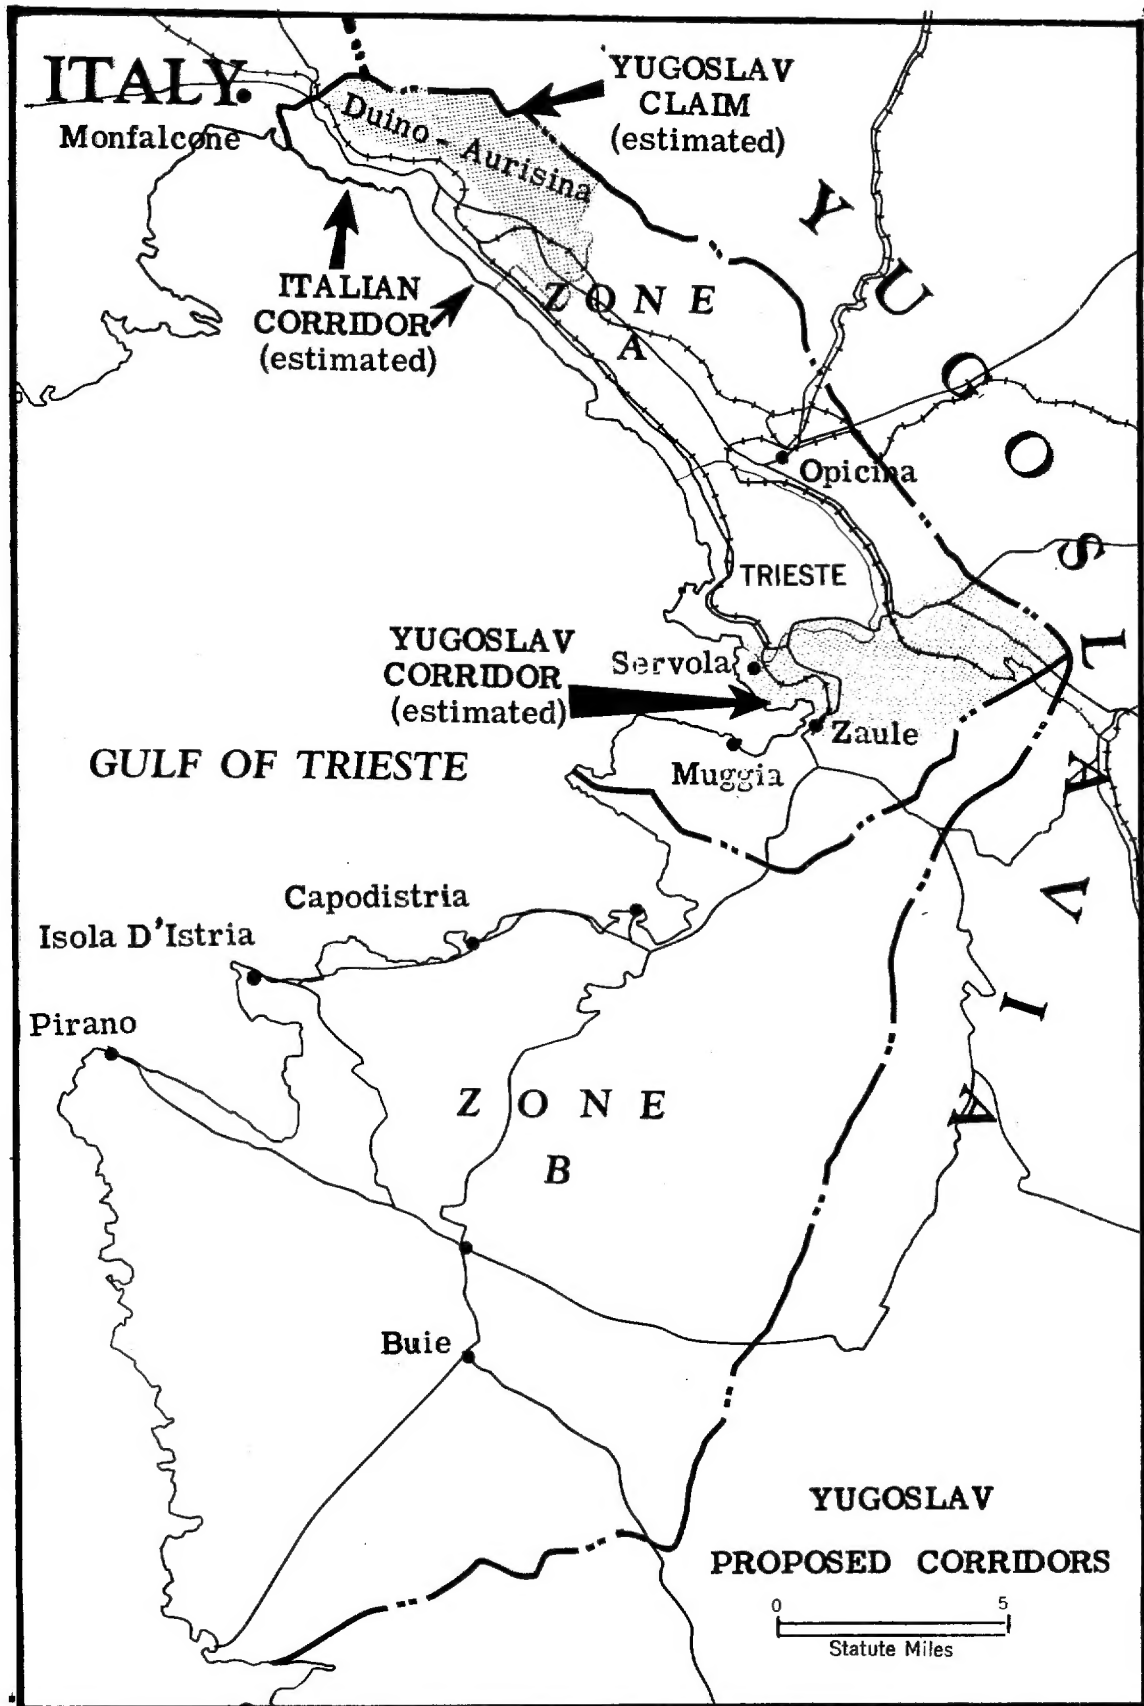 ITALY.
Monfalcone
YUGOSLAV
CLAIM
(estimated)
Duino - Aurisina
YUGOSLAVIA
ITALIAN
CORRIDOR
(estimated)
ZONE
A
Opicina
TRIESTE
YUGOSLAV
CORRIDOR
(estimated)
Servola
Zaule
GULF OF TRIESTE
Muggia
Capodistria
Isola D'Istria
Pirano
ZONE
B
Buie
YUGOSLAV
PROPOSED CORRIDORS
0 5
Statute Miles